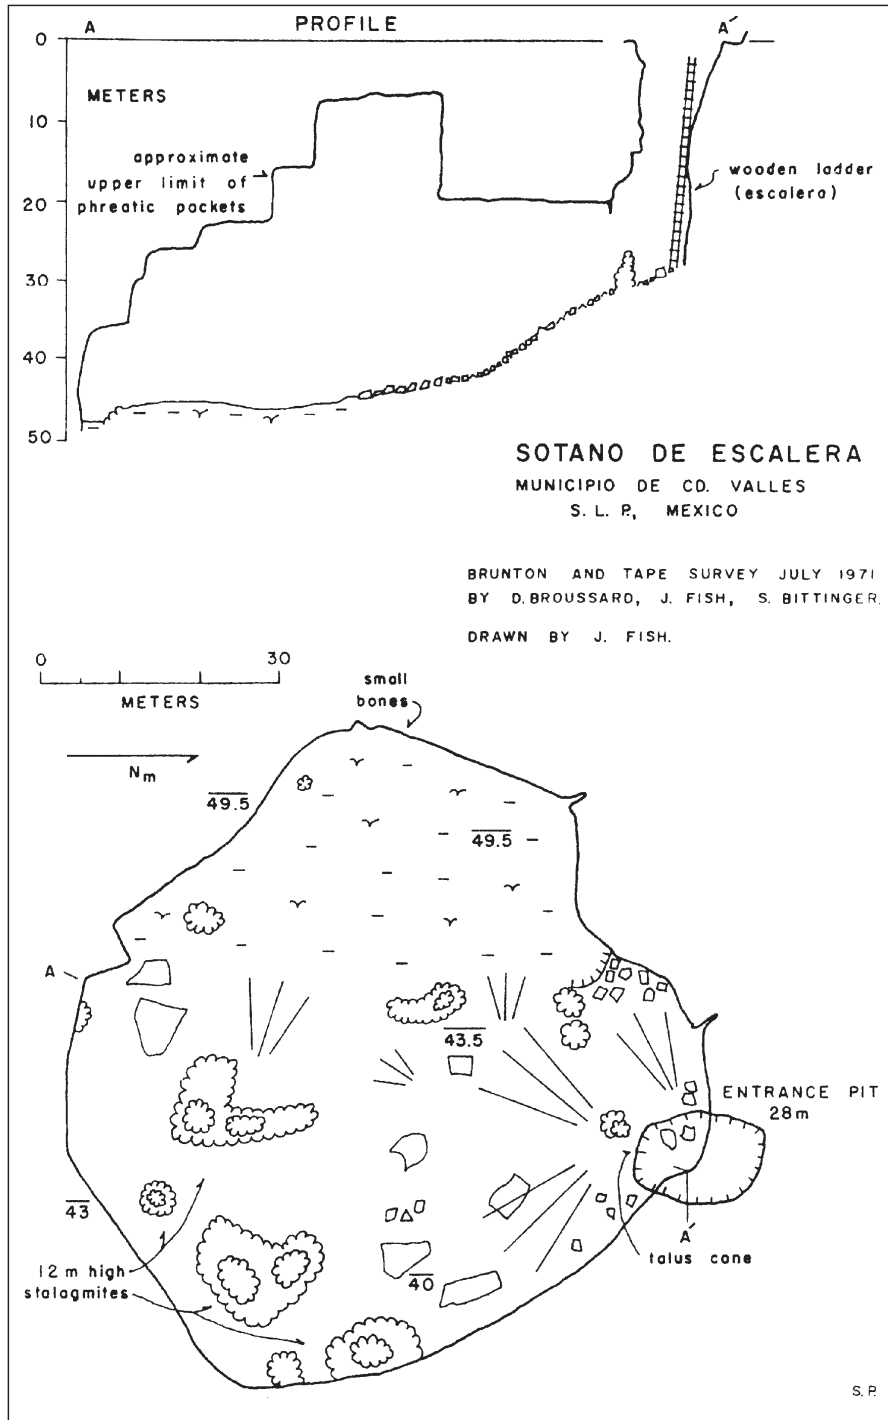 A PROFILE A′
0
METERS
10
approximate
upper limit of
phreatic pockets
wooden ladder
(escalera)
20
30
40
50
SOTANO DE ESCALERA
MUNICIPIO DE CD. VALLES
S. L. P., MEXICO
BRUNTON AND TAPE SURVEY JULY 1971
BY D. BROUSSARD, J. FISH, S. BITTINGER.
DRAWN BY J. FISH.
0 30
METERS
small
bones
Nm
49.5
49.5
A
43.5
ENTRANCE PIT
28m
43
A′
talus cone
12 m high
stalagmites
40
S. P.